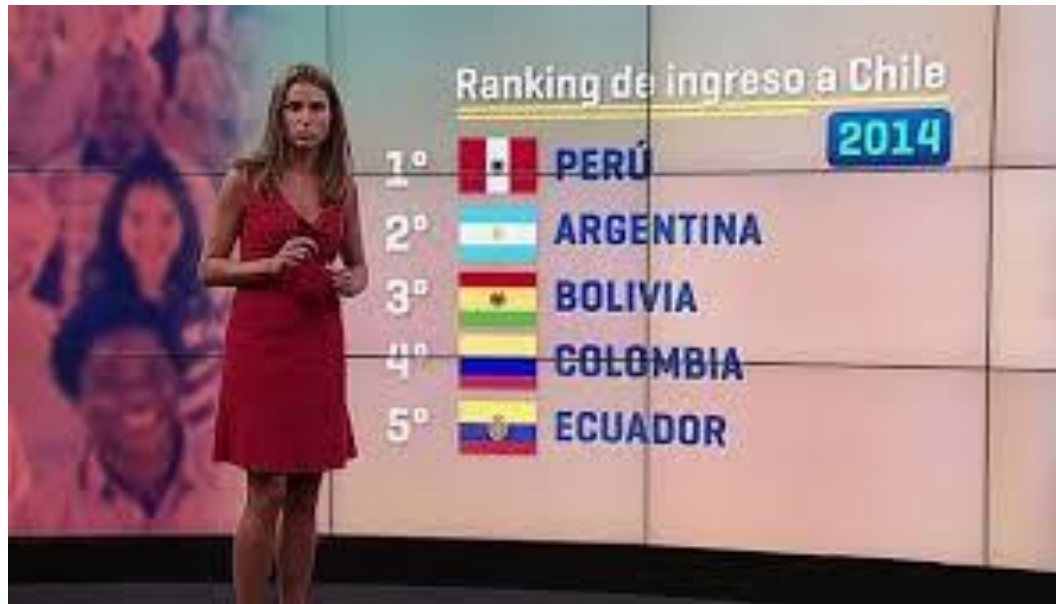 Ranking de ingreso a Chile
2014
1° PERÚ
2° ARGENTINA
3° BOLIVIA
4° COLOMBIA
5° ECUADOR